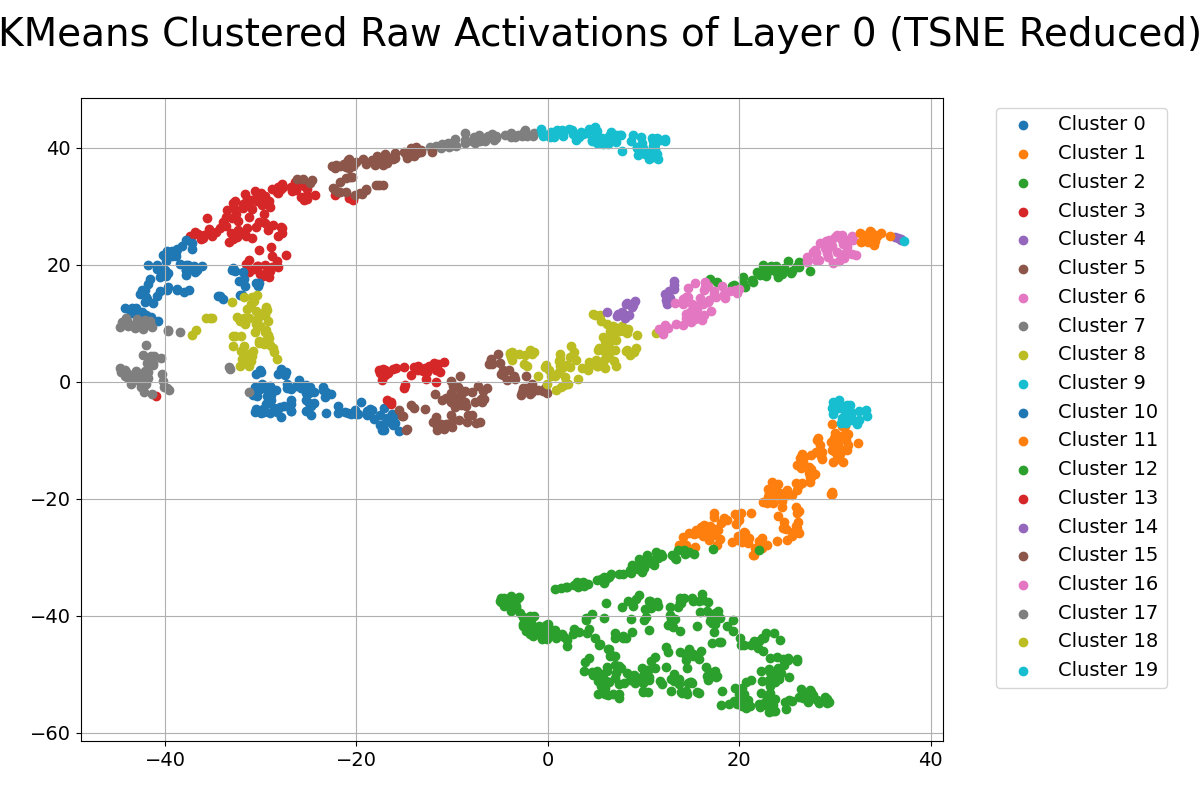 KMeans Clustered Raw Activations of Layer 0 (TSNE Reduced)
40
20
0
−20
−40
−60
−40
−20
0
20
40
Cluster 0
Cluster 1
Cluster 2
Cluster 3
Cluster 4
Cluster 5
Cluster 6
Cluster 7
Cluster 8
Cluster 9
Cluster 10
Cluster 11
Cluster 12
Cluster 13
Cluster 14
Cluster 15
Cluster 16
Cluster 17
Cluster 18
Cluster 19